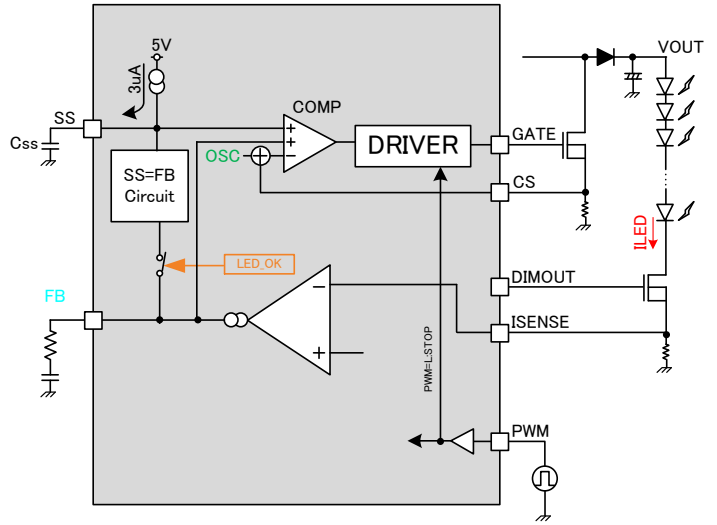 5V
3uA
VOUT
SS
COMP
Css
GATE
DRIVER
OSC
SS=FB
Circuit
CS
ILED
LED_OK
DIMOUT
FB
ISENSE
PWM=L:STOP
PWM